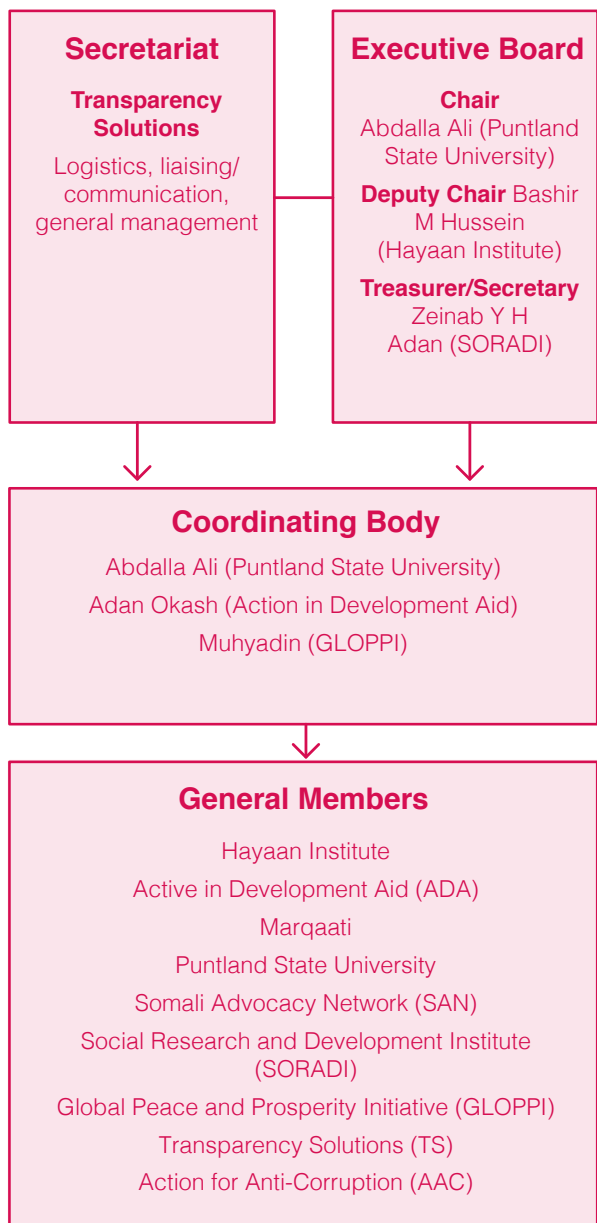 Secretariat
Transparency
Solutions
Logistics, liaising/
communication,
general management
Executive Board
Chair
Abdalla Ali (Puntland
State University)
Deputy Chair Bashir
M Hussein
(Hayaan Institute)
Treasurer/Secretary
Zeinab Y H
Adan (SORADI)
Coordinating Body
Abdalla Ali (Puntland State University)
Adan Okash (Action in Development Aid)
Muhyadin (GLOPPI)
General Members
Hayaan Institute
Active in Development Aid (ADA)
Marqaati
Puntland State University
Somali Advocacy Network (SAN)
Social Research and Development Institute
(SORADI)
Global Peace and Prosperity Initiative (GLOPPI)
Transparency Solutions (TS)
Action for Anti-Corruption (AAC)